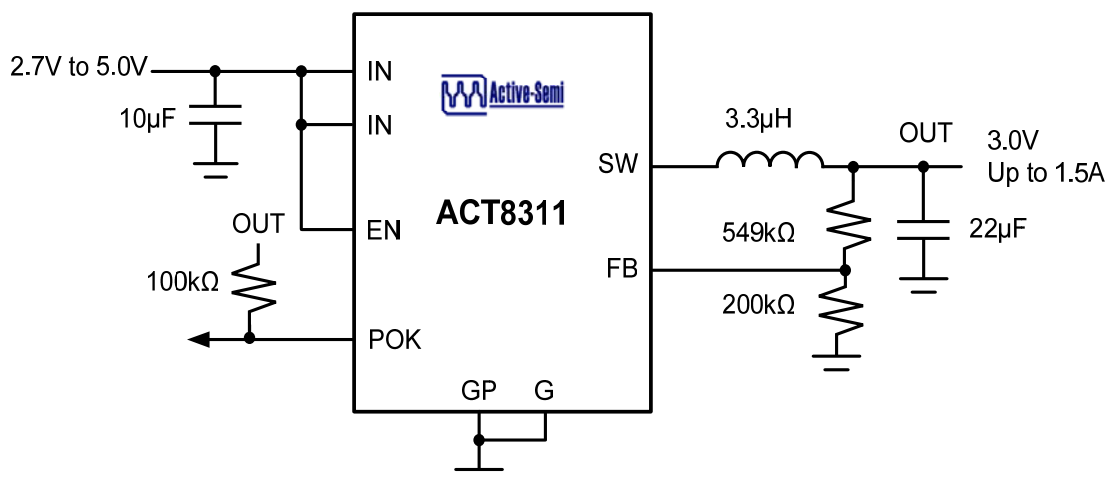 2.7V to 5.0V
10µF
IN
IN
EN
POK
OUT
100kΩ
Active-Semi
ACT8311
GP
G
SW
FB
3.3µH
OUT
3.0V
Up to 1.5A
549kΩ
22µF
200kΩ